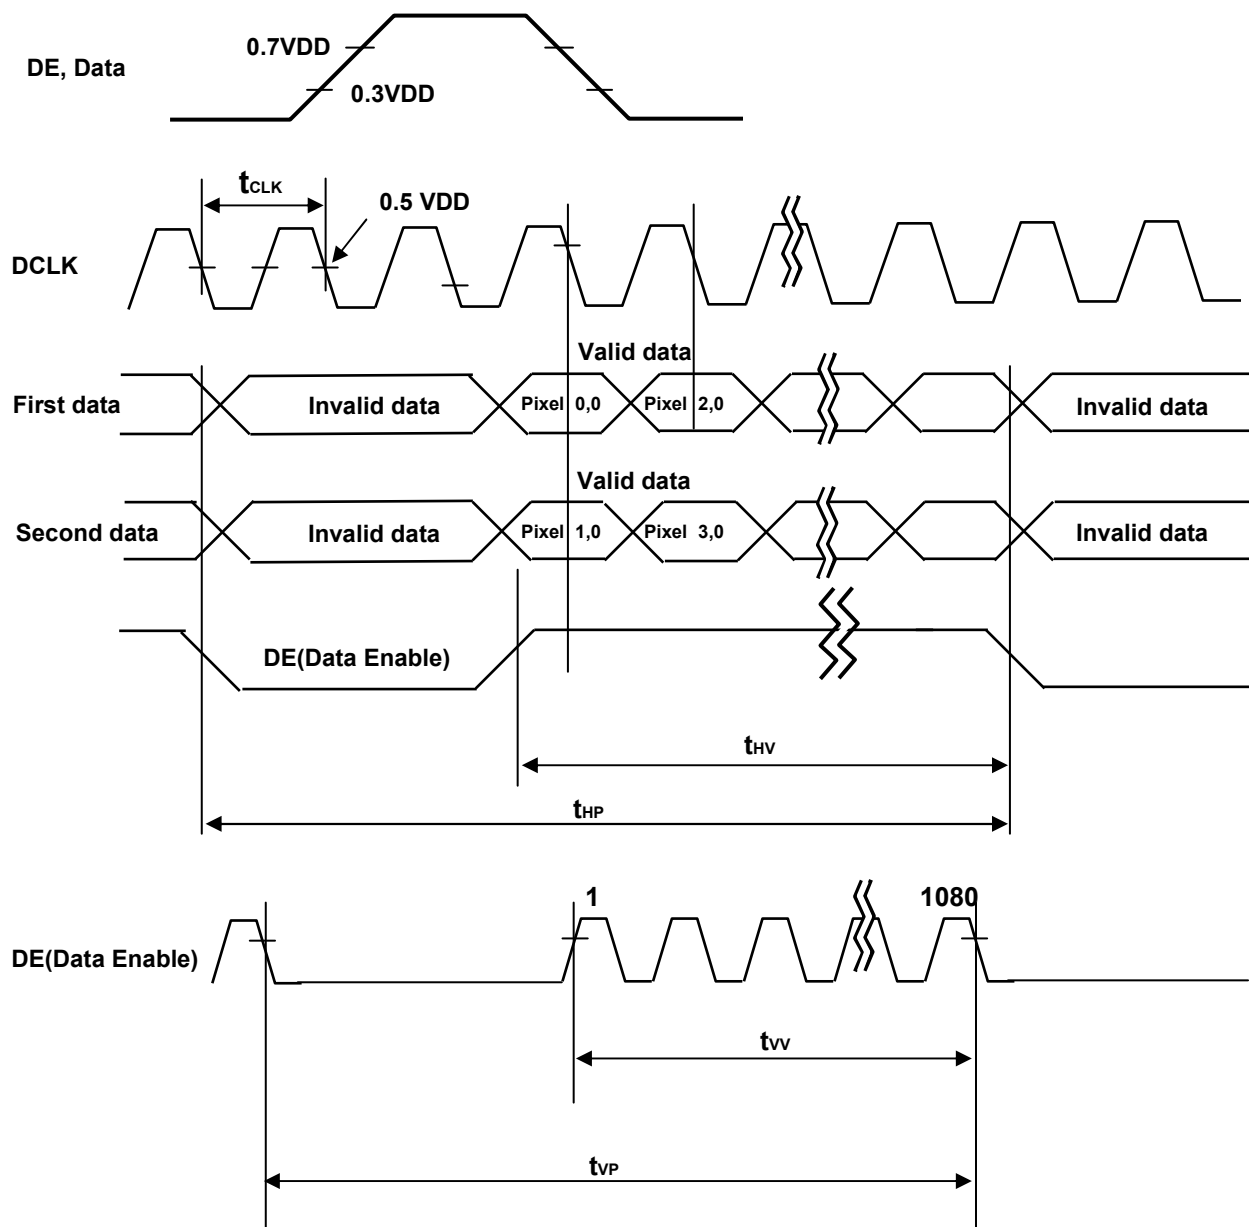 0.7VDD
DE, Data
0.3VDD
tCLK
0.5 VDD
DCLK
Valid data
First data
Invalid data
Pixel 0,0
Pixel 2,0
Invalid data
Valid data
Second data
Invalid data
Pixel 1,0
Pixel 3,0
Invalid data
DE(Data Enable)
tHV
tHP
1
1080
DE(Data Enable)
tVV
tVP